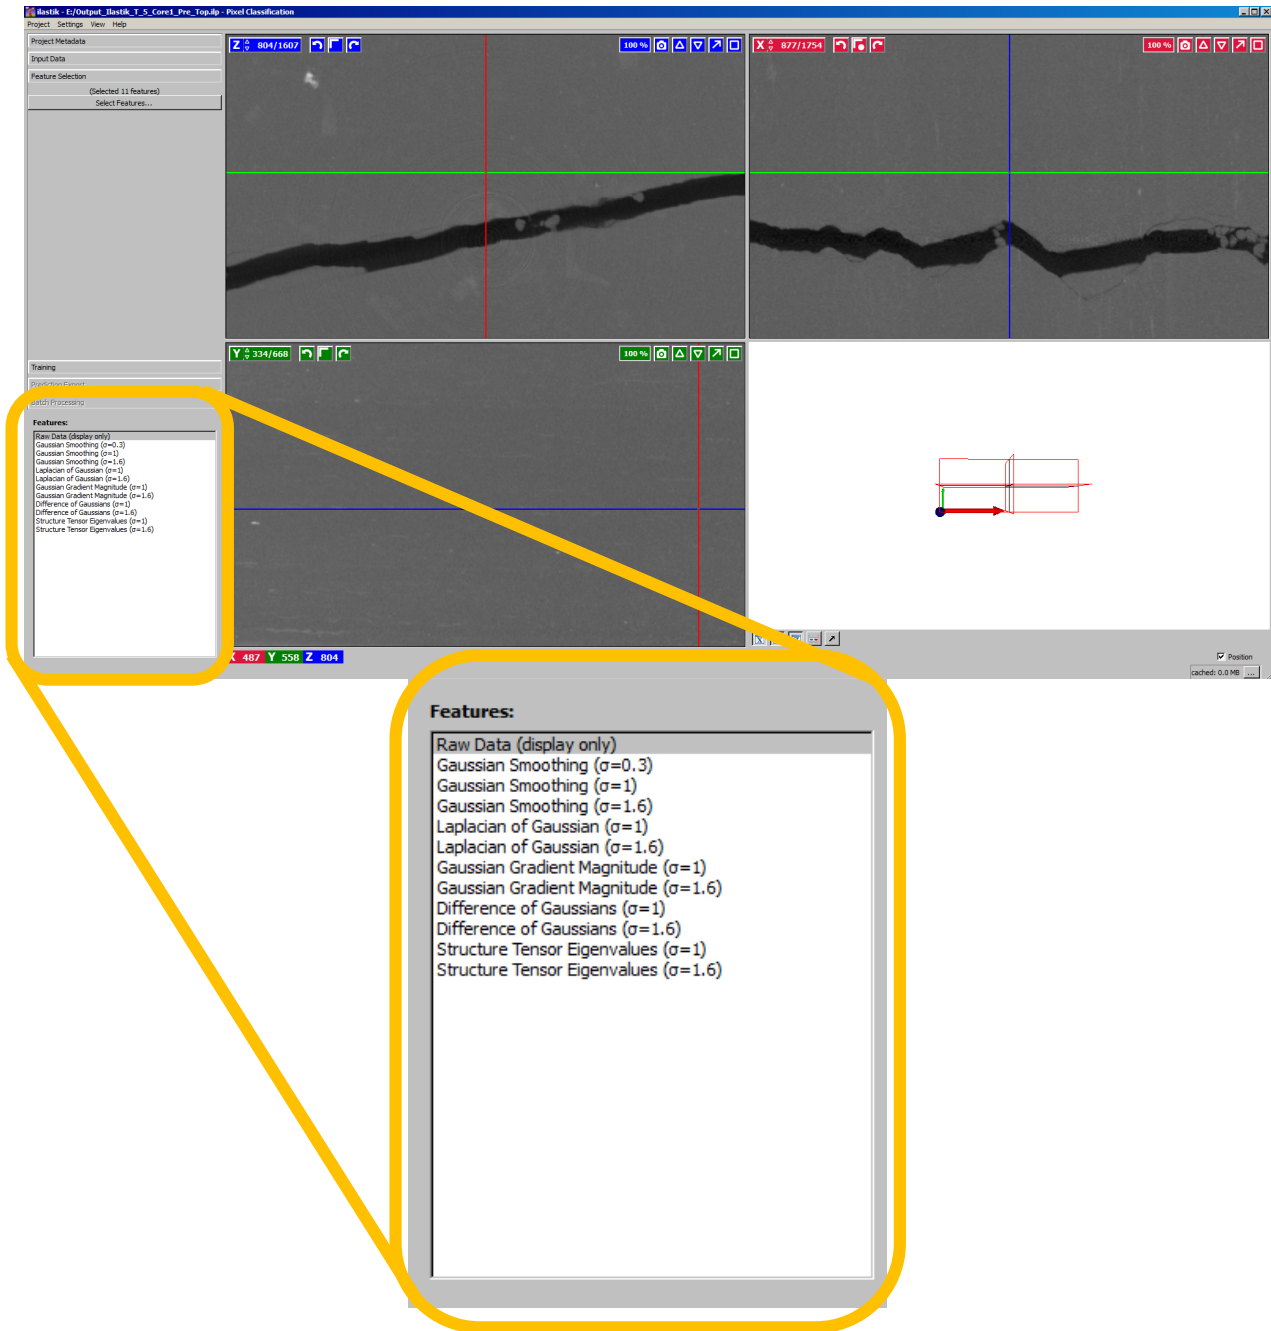 ilastik - E:/Output_Ilastik_T_5_Core1_Pre_Top.ilp - Pixel Classification
Project Settings View Help
Project Metadata
Input Data
Feature Selection
(Selected 11 features)
Select Features...
Z 804/1607
100 %
X 877/1754
100 %
Y 334/668
100 %
Training
Prediction Export
Batch Processing
Features:
Raw Data (display only)
Gaussian Smoothing (σ=0.3)
Gaussian Smoothing (σ=1)
Gaussian Smoothing (σ=1.6)
Laplacian of Gaussian (σ=1)
Laplacian of Gaussian (σ=1.6)
Gaussian Gradient Magnitude (σ=1)
Gaussian Gradient Magnitude (σ=1.6)
Difference of Gaussians (σ=1)
Difference of Gaussians (σ=1.6)
Structure Tensor Eigenvalues (σ=1)
Structure Tensor Eigenvalues (σ=1.6)
X 487 Y 558 Z 804
Position
cached: 0.0 MB ...
Features:
Raw Data (display only)
Gaussian Smoothing (σ=0.3)
Gaussian Smoothing (σ=1)
Gaussian Smoothing (σ=1.6)
Laplacian of Gaussian (σ=1)
Laplacian of Gaussian (σ=1.6)
Gaussian Gradient Magnitude (σ=1)
Gaussian Gradient Magnitude (σ=1.6)
Difference of Gaussians (σ=1)
Difference of Gaussians (σ=1.6)
Structure Tensor Eigenvalues (σ=1)
Structure Tensor Eigenvalues (σ=1.6)